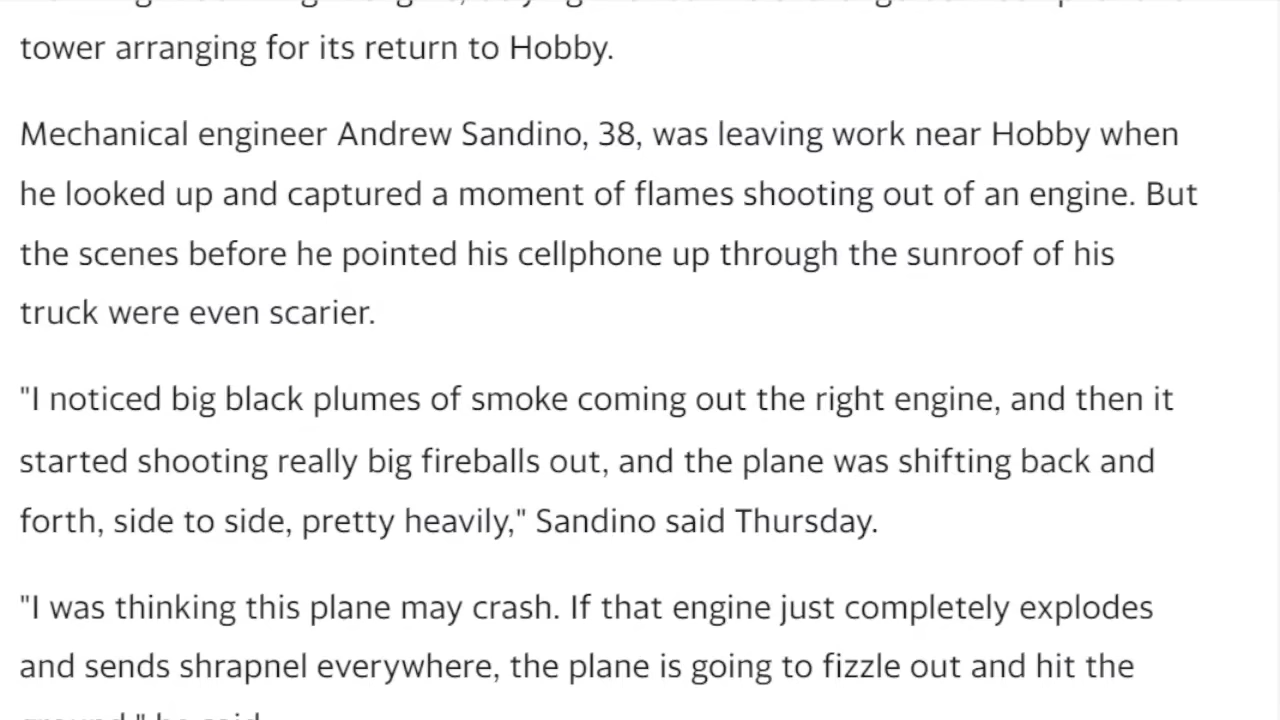 tower arranging for its return to Hobby.
Mechanical engineer Andrew Sandino, 38, was leaving work near Hobby when
he looked up and captured a moment of flames shooting out of an engine. But
the scenes before he pointed his cellphone up through the sunroof of his
truck were even scarier.
"I noticed big black plumes of smoke coming out the right engine, and then it
started shooting really big fireballs out, and the plane was shifting back and
forth, side to side, pretty heavily," Sandino said Thursday.
"I was thinking this plane may crash. If that engine just completely explodes
and sends shrapnel everywhere, the plane is going to fizzle out and hit the
ground," he said.